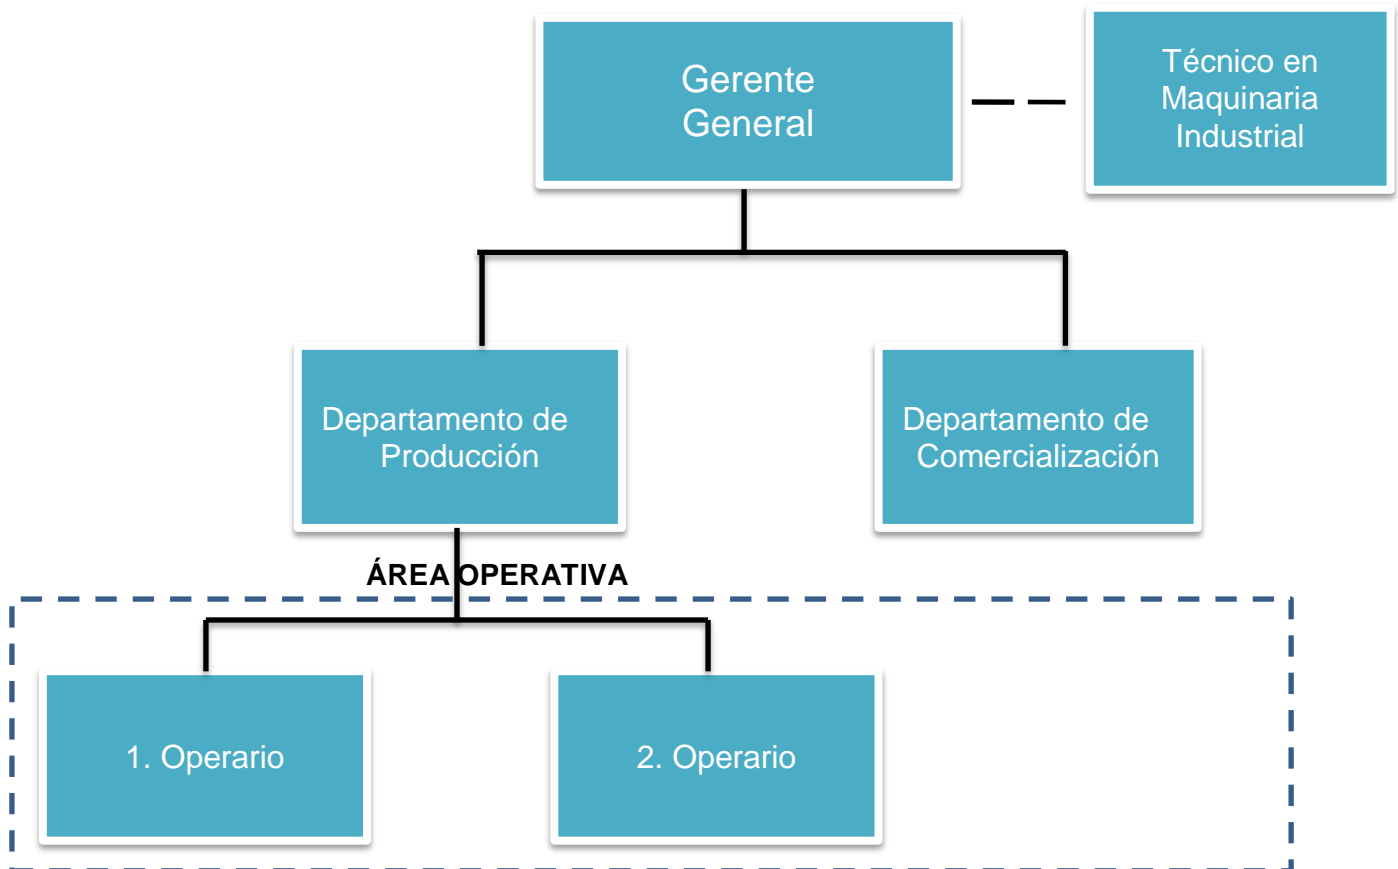 Gerente
General
Técnico en
Maquinaria
Industrial
Departamento de
Producción
Departamento de
Comercialización
ÁREA OPERATIVA
1. Operario
2. Operario